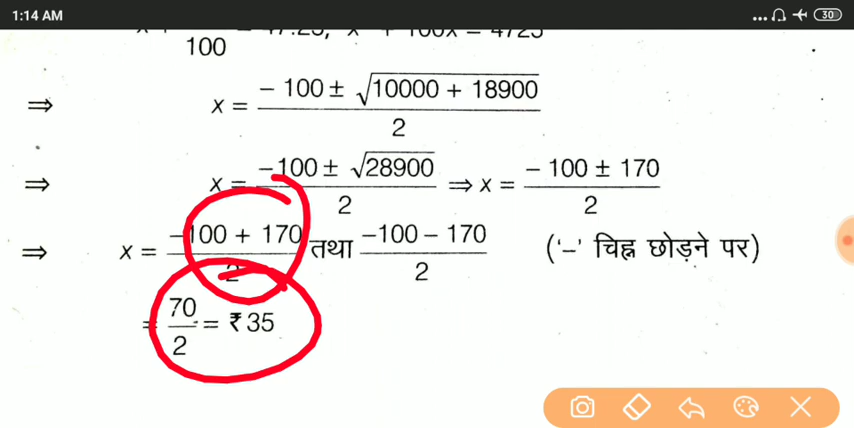 1:14 AM ... 30
100
⇒ x = (− 100 ± √(10000 + 18900)) / 2
⇒ x = (−100 ± √28900) / 2 ⇒ x = (− 100 ± 170) / 2
⇒ x = (−100 + 170) / 2 तथा (−100 − 170) / 2 (‘−’ चिह्न छोड़ने पर)
= 70 / 2 = ₹ 35